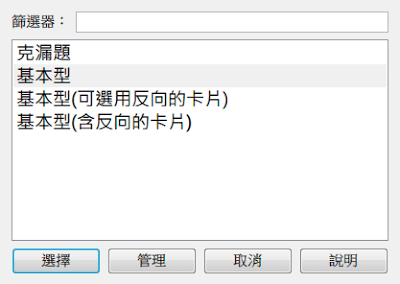 篩選器：
克漏題
基本型
基本型(可選用反向的卡片)
基本型(含反向的卡片)
選擇 管理 取消 說明